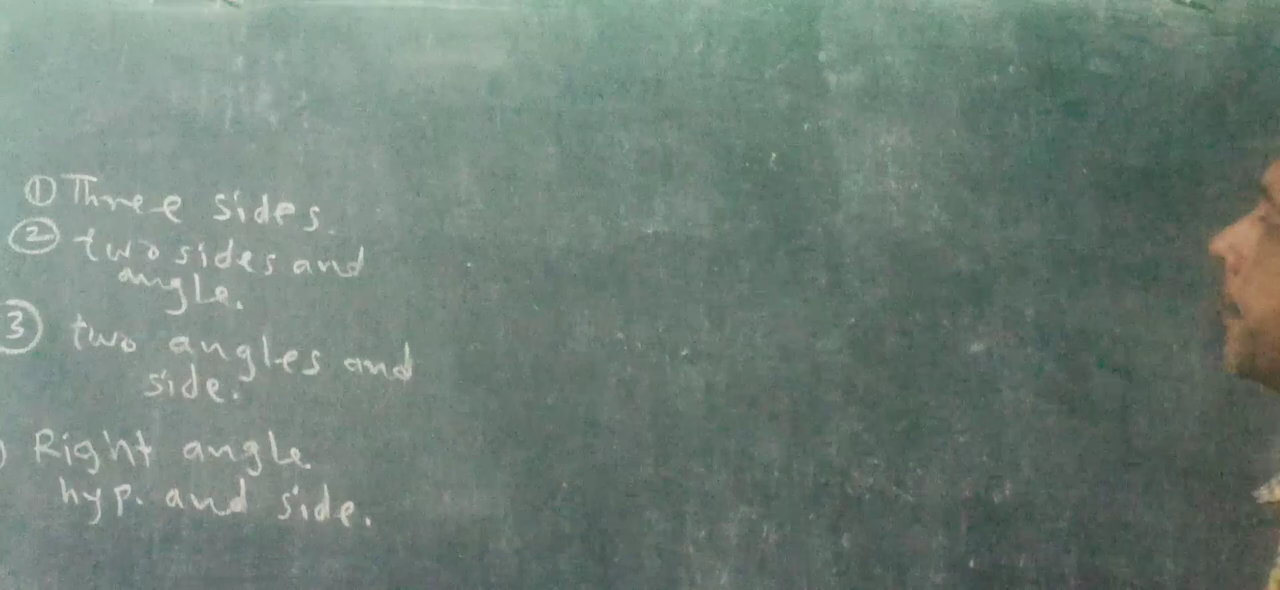 ① Three sides.
② two sides and
angle.
③ two angles and
side.
) Right angle
hyp. and side.